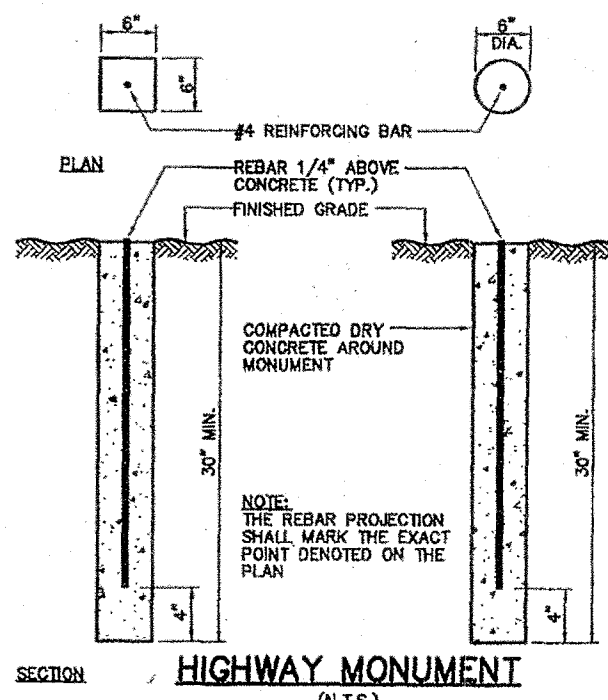 6"
6"
DIA.
6"
#4 REINFORCING BAR
PLAN
REBAR 1/4" ABOVE
CONCRETE (TYP.)
FINISHED GRADE
COMPACTED DRY
CONCRETE AROUND
MONUMENT
30" MIN.
30" MIN.
NOTE:
THE REBAR PROJECTION
SHALL MARK THE EXACT
POINT DENOTED ON THE
PLAN
4"
4"
SECTION
HIGHWAY MONUMENT
(N.T.S.)